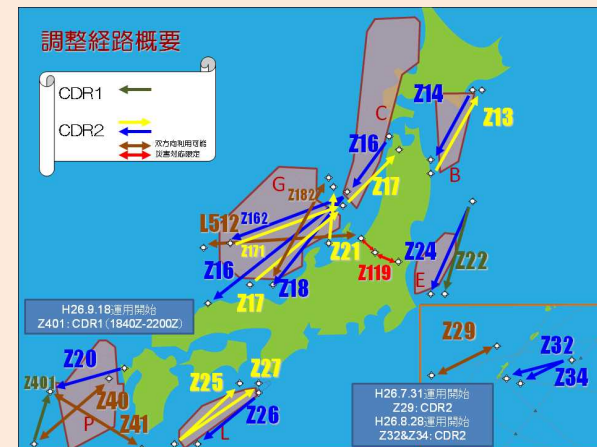 調整経路概要
CDR1
CDR2
双方向利用可能
災害対応限定
Z14
Z13
C
Z16
Z17
B
G
Z182
L512
Z162
Z171
Z21
Z119
Z24
Z22
E
Z16
Z17
Z18
H26.9.18運用開始
Z401:CDR1(1840Z-2200Z)
Z20
Z401
Z40
Z41
P
Z25
Z27
Z26
L
Z29
Z32
Z34
H26.7.31運用開始
Z29:CDR2
H26.8.28運用開始
Z32&Z34:CDR2